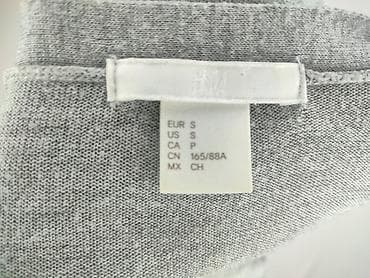 EUR S
US S
CA P
CN 165/88A
MX CH